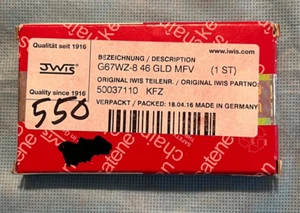 Qualität seit 1916
www.iwis.com
JWIS
BEZEICHNUNG / DESCRIPTION
G67WZ-8 46 GLD MFV (1 ST)
ORIGINAL IWIS TEILENR. / ORIGINAL IWIS PARTNO.
50037110 KFZ
Quality since 1916
VERPACKT / PACKED: 18.04.16 MADE IN GERMANY
550